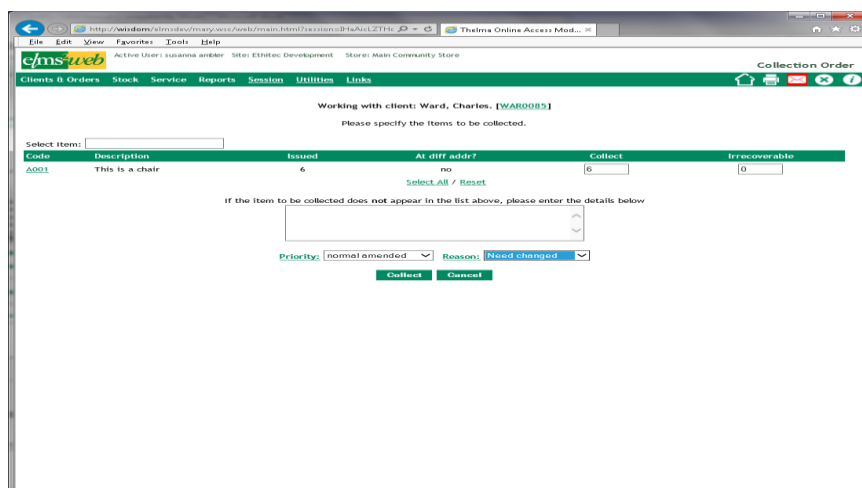 http://wisdom/elmsdev/mary.wsc/web/main.html?session=
Thelma Online Access Mod...
File Edit View Favorites Tools Help
elms2web
Active User: susanna ambler Site: Ethitec Development Store: Main Community Store
Collection Order
Clients & Orders Stock Service Reports Session Utilities Links
Working with client: Ward, Charles. [WAR0085]
Please specify the items to be collected.
Select Item:
Code Description Issued At diff addr? Collect Irrecoverable
A001 This is a chair 6 no 6 0
Select All / Reset
If the item to be collected does not appear in the list above, please enter the details below
Priority: normal amended Reason: Need changed
Collect Cancel